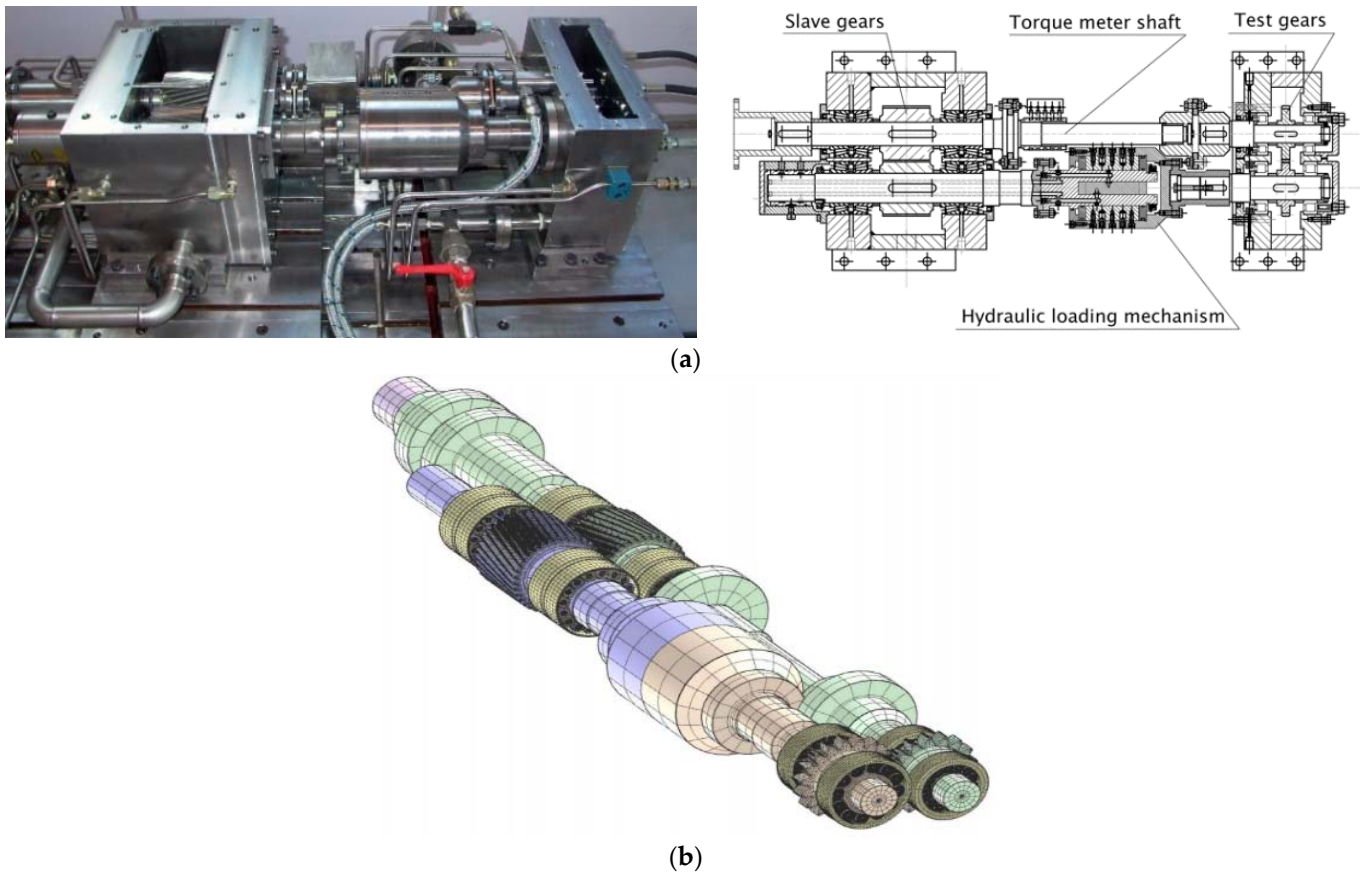 Slave gears
Torque meter shaft
Test gears
Hydraulic loading mechanism
(a)
(b)